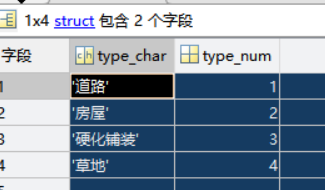 1x4 struct 包含 2 个字段
字段 type_char type_num
1 '道路' 1
2 '房屋' 2
3 '硬化铺装' 3
4 '草地' 4